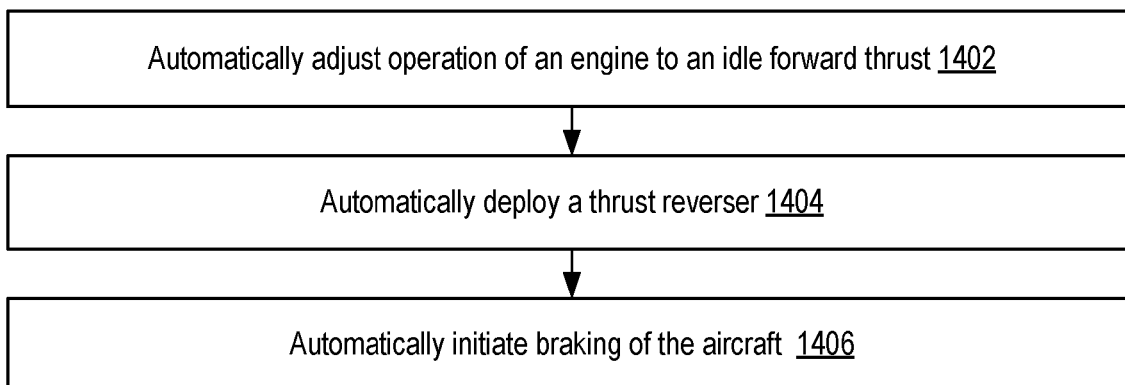 Automatically adjust operation of an engine to an idle forward thrust 1402
Automatically deploy a thrust reverser 1404
Automatically initiate braking of the aircraft 1406